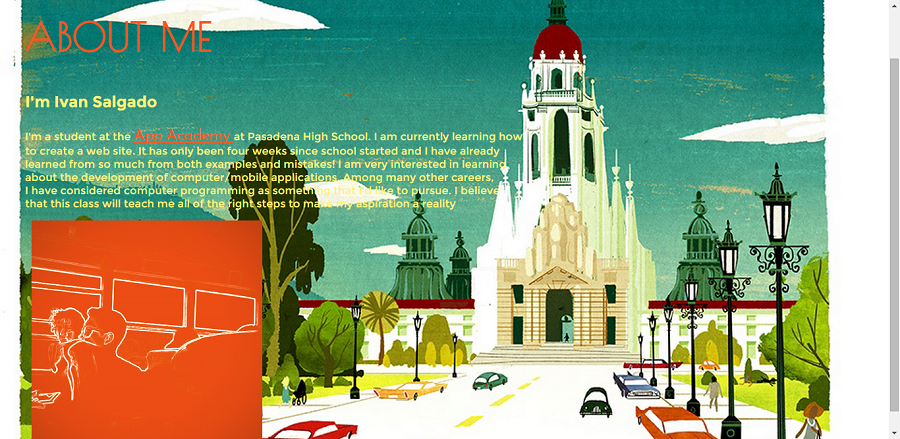 ABOUT ME
I'm Ivan Salgado
I'm a student at the App Academy at Pasadena High School. I am currently learning how
to create a web site. It has only been four weeks since school started and I have already
learned from so much from both examples and mistakes! I am very interested in learning
about the development of computer/mobile applications. Among many other careers,
I have considered computer programming as something that I'd like to pursue. I believe
that this class will teach me all of the right steps to make my aspiration a reality